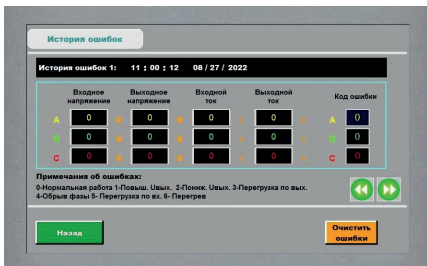 История ошибок
История ошибок 1: 11 : 00 : 12 08 / 27 / 2022
Входное напряжение Выходное напряжение Входной ток Выходной ток Код ошибки
A 0 0 0 0 A 0
0 0 0 0 0
C 0 0 0 0 C 0
Примечания об ошибках:
0-Нормальная работа 1-Повыш. Uвых. 2-Пониж. Uвых. 3-Перегрузка по вых.
4-Обрыв фазы 5- Перегрузка по вх. 6- Перегрев
Назад
Очистить
ошибки